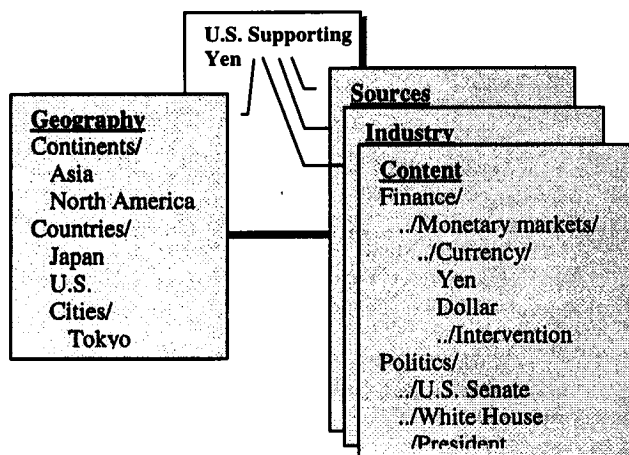 U.S. Supporting
Yen
Geography
Continents/
Asia
North America
Countries/
Japan
U.S.
Cities/
Tokyo
Sources
Industry
Content
Finance/
../Monetary markets/
../Currency/
Yen
Dollar
../Intervention
Politics/
../U.S. Senate
../White House
/President